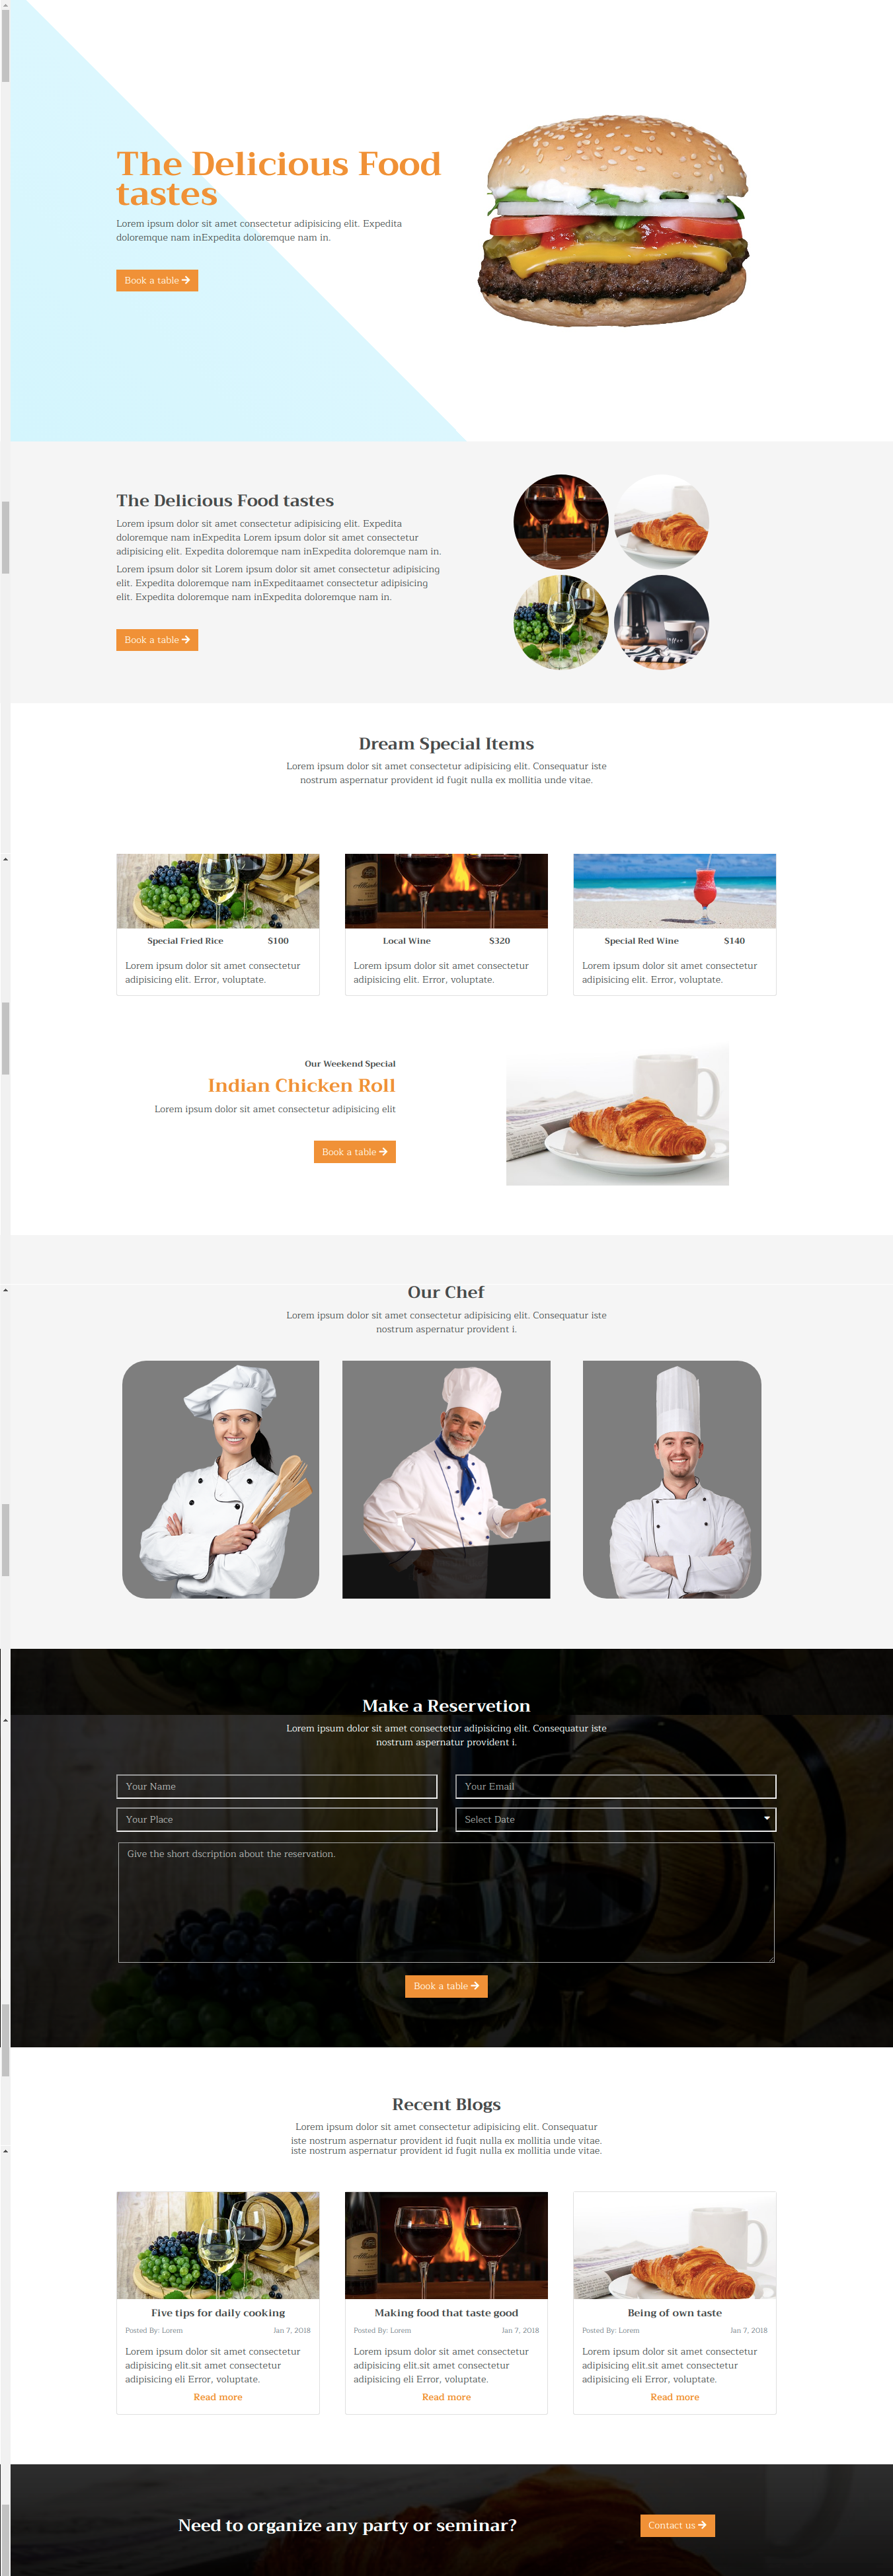 The Delicious Food
tastes
Lorem ipsum dolor sit amet consectetur adipisicing elit. Expedita
doloremque nam inExpedita doloremque nam in.
Book a table
The Delicious Food tastes
Lorem ipsum dolor sit amet consectetur adipisicing elit. Expedita
doloremque nam inExpedita Lorem ipsum dolor sit amet consectetur
adipisicing elit. Expedita doloremque nam inExpedita doloremque nam in.
Lorem ipsum dolor sit Lorem ipsum dolor sit amet consectetur adipisicing
elit. Expedita doloremque nam inExpeditaamet consectetur adipisicing
elit. Expedita doloremque nam inExpedita doloremque nam in.
Book a table
Dream Special Items
Lorem ipsum dolor sit amet consectetur adipisicing elit. Consequatur iste
nostrum aspernatur provident id fugit nulla ex mollitia unde vitae.
Special Fried Rice $100
Lorem ipsum dolor sit amet consectetur
adipisicing elit. Error, voluptate.
Local Wine $320
Lorem ipsum dolor sit amet consectetur
adipisicing elit. Error, voluptate.
Special Red Wine $140
Lorem ipsum dolor sit amet consectetur
adipisicing elit. Error, voluptate.
Our Weekend Special
Indian Chicken Roll
Lorem ipsum dolor sit amet consectetur adipisicing elit
Book a table
Our Chef
Lorem ipsum dolor sit amet consectetur adipisicing elit. Consequatur iste
nostrum aspernatur provident i.
Make a Reservetion
Lorem ipsum dolor sit amet consectetur adipisicing elit. Consequatur iste
nostrum aspernatur provident i.
Your Name
Your Email
Your Place
Select Date
Give the short dscription about the reservation.
Book a table
Recent Blogs
Lorem ipsum dolor sit amet consectetur adipisicing elit. Consequatur
iste nostrum aspernatur provident id fugit nulla ex mollitia unde vitae.
iste nostrum aspernatur provident id fugit nulla ex mollitia unde vitae.
Five tips for daily cooking
Posted By: Lorem Jan 7, 2018
Lorem ipsum dolor sit amet consectetur
adipisicing elit.sit amet consectetur
adipisicing eli Error, voluptate.
Read more
Making food that taste good
Posted By: Lorem Jan 7, 2018
Lorem ipsum dolor sit amet consectetur
adipisicing elit.sit amet consectetur
adipisicing eli Error, voluptate.
Read more
Being of own taste
Posted By: Lorem Jan 7, 2018
Lorem ipsum dolor sit amet consectetur
adipisicing elit.sit amet consectetur
adipisicing eli Error, voluptate.
Read more
Need to organize any party or seminar?
Contact us